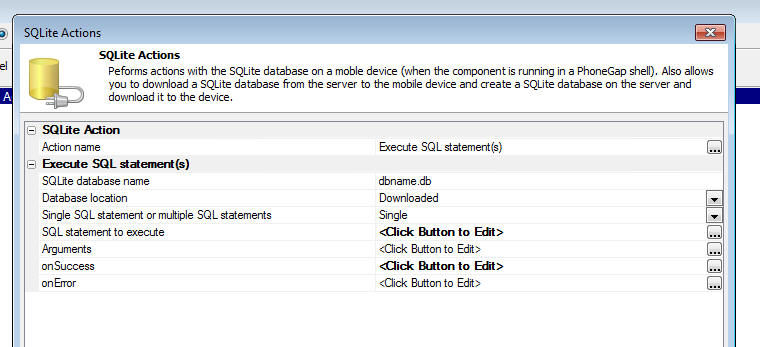 SQLite Actions
SQLite Actions
Peforms actions with the SQLite database on a moble device (when the component is running in a PhoneGap shell). Also allows
you to download a SQLite database from the server to the mobile device and create a SQLite database on the server and
download it to the device.
el
A
SQLite Action
Action name Execute SQL statement(s) ...
Execute SQL statement(s)
SQLite database name dbname.db
Database location Downloaded
Single SQL statement or multiple SQL statements Single
SQL statement to execute <Click Button to Edit> ...
Arguments <Click Button to Edit> ...
onSuccess <Click Button to Edit> ...
onError <Click Button to Edit> ...